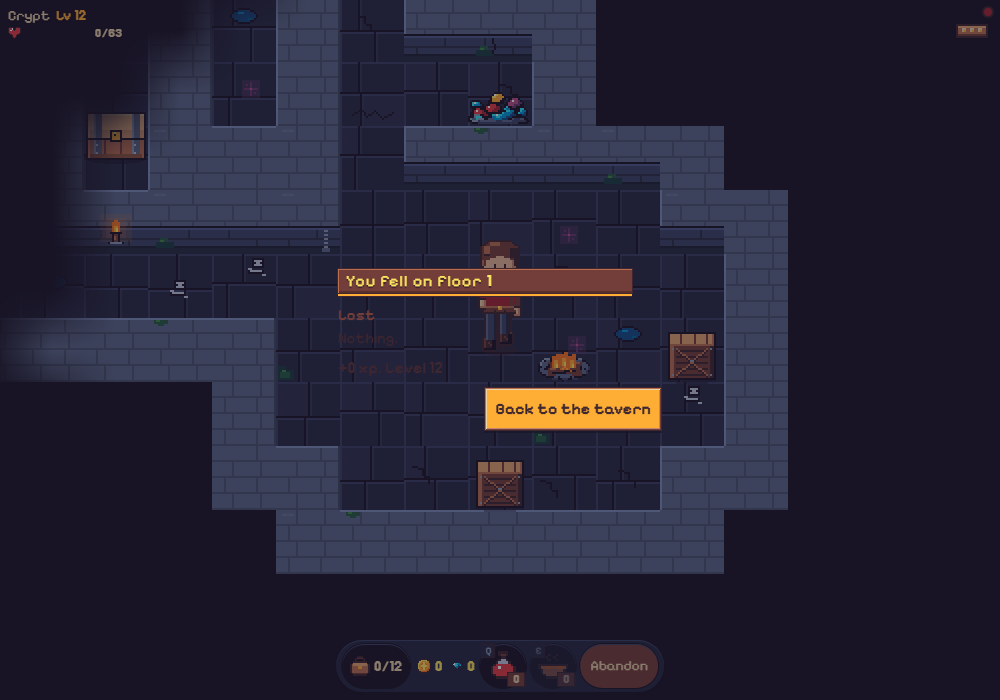 Crypt Lv 12
0/63
You fell on floor 1
Lost
Nothing.
+0 xp. Level 12
Back to the tavern
0/12
0
0
Q
0
E
0
Abandon